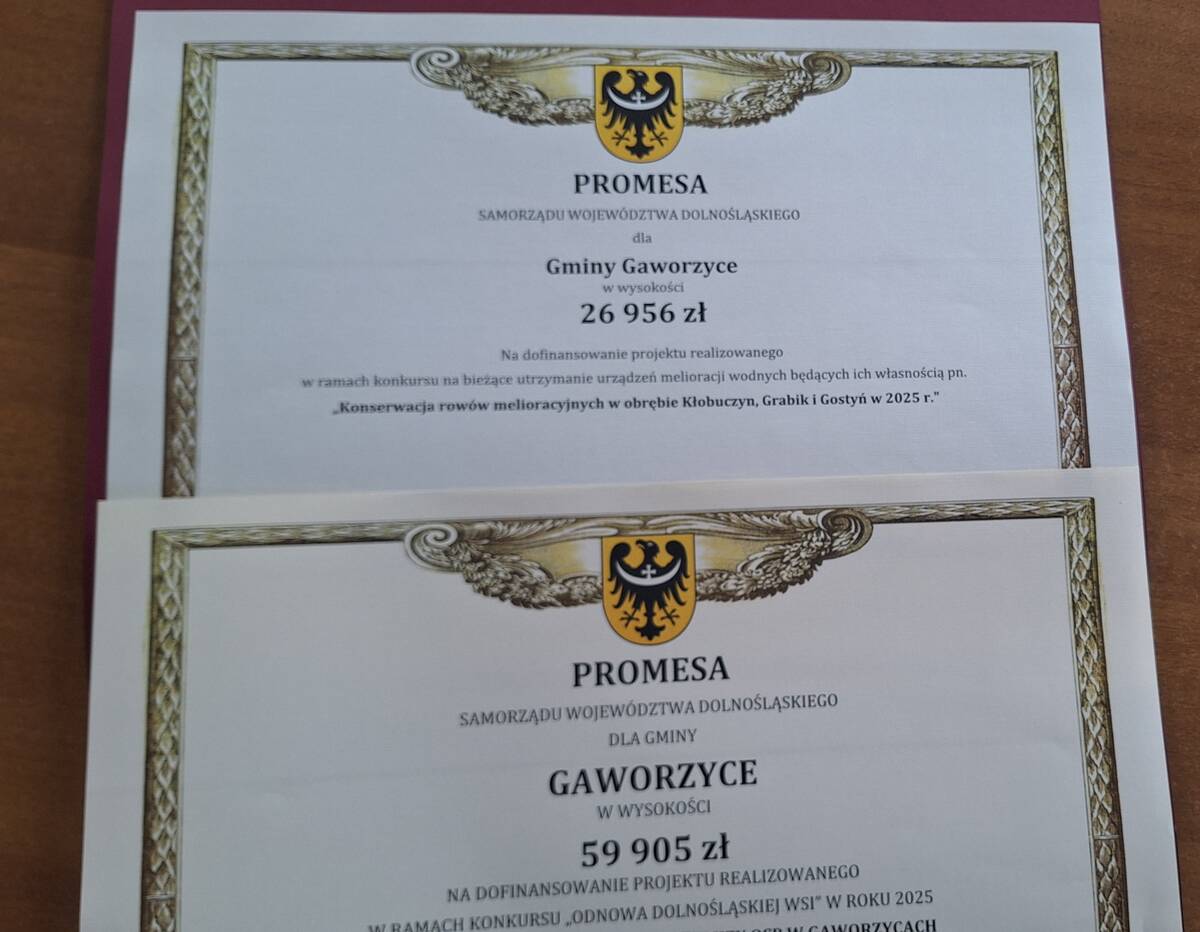 PROMESA
SAMORZĄDU WOJEWÓDZTWA DOLNOŚLĄSKIEGO
dla
Gminy Gaworzyce
w wysokości
26 956 zł
Na dofinansowanie projektu realizowanego
w ramach konkursu na bieżące utrzymanie urządzeń melioracji wodnych będących ich własnością pn.
„Konserwacja rowów melioracyjnych w obrębie Kłobuczyn, Grabik i Gostyń w 2025 r."
PROMESA
SAMORZĄDU WOJEWÓDZTWA DOLNOŚLĄSKIEGO
DLA GMINY
GAWORZYCE
W WYSOKOŚCI
59 905 zł
NA DOFINANSOWANIE PROJEKTU REALIZOWANEGO
W RAMACH KONKURSU „ODNOWA DOLNOŚLĄSKIEJ WSI" W ROKU 2025
OSP W GAWORZYCACH